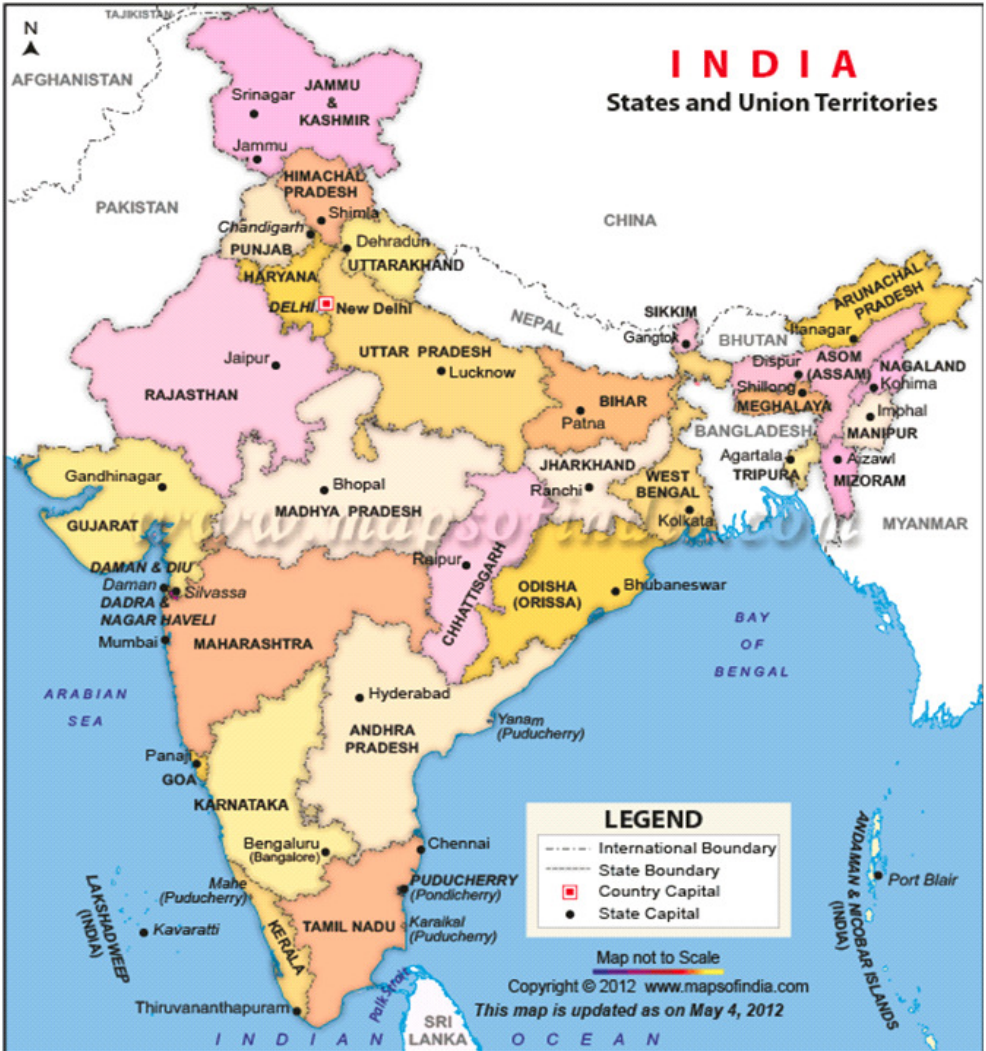 TAJIKISTAN
N
AFGHANISTAN
I N D I A
States and Union Territories
JAMMU
&
KASHMIR
Srinagar
Jammu
HIMACHAL
PRADESH
PAKISTAN
Shimla
CHINA
Chandigarh
PUNJAB
Dehradun
UTTARAKHAND
HARYANA
DELHI
New Delhi
NEPAL
SIKKIM
Gangtok
BHUTAN
ARUNACHAL
PRADESH
Itanagar
Jaipur
RAJASTHAN
UTTAR PRADESH
Lucknow
BIHAR
Patna
Dispur
ASOM
(ASSAM)
NAGALAND
Kohima
Shillong
MEGHALAYA
Imphal
MANIPUR
BANGLADESH
Agartala
TRIPURA
Aizawl
MIZORAM
MYANMAR
Gandhinagar
GUJARAT
Bhopal
MADHYA PRADESH
JHARKHAND
Ranchi
WEST
BENGAL
Kolkata
www.mapsofindia.com
DAMAN & DIU
Daman
Silvassa
DADRA &
NAGAR HAVELI
Mumbai
MAHARASHTRA
Raipur
CHHATTISGARH
ODISHA
(ORISSA)
Bhubaneswar
BAY
OF
BENGAL
ARABIAN
SEA
Hyderabad
ANDHRA
PRADESH
Yanam
(Puducherry)
Panaji
GOA
KARNATAKA
Bengaluru
(Bangalore)
Chennai
Mahe
(Puducherry)
PUDUCHERRY
(Pondicherry)
TAMIL NADU
Karaikal
(Puducherry)
KERALA
LAKSHADWEEP
(INDIA)
Kavaratti
Thiruvananthapuram
Palk Strait
SRI
LANKA
I N D I A N O C E A N
LEGEND
International Boundary
State Boundary
Country Capital
State Capital
Map not to Scale
Copyright © 2012 www.mapsofindia.com
This map is updated as on May 4, 2012
ANDAMAN & NICOBAR ISLANDS
(INDIA)
Port Blair